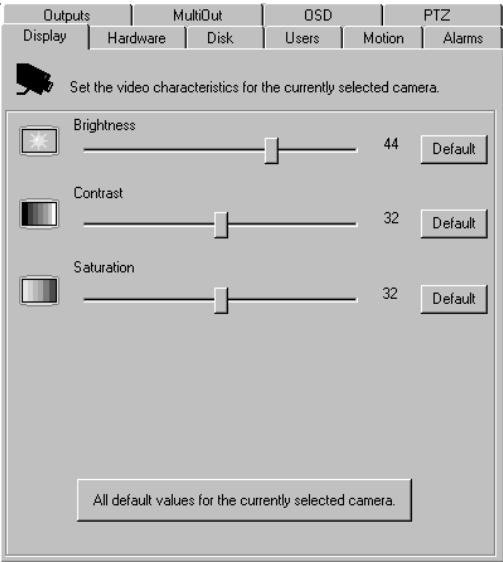 Outputs MultiOut OSD PTZ
Display Hardware Disk Users Motion Alarms
Set the video characteristics for the currently selected camera.
Brightness
44 Default
Contrast
32 Default
Saturation
32 Default
All default values for the currently selected camera.